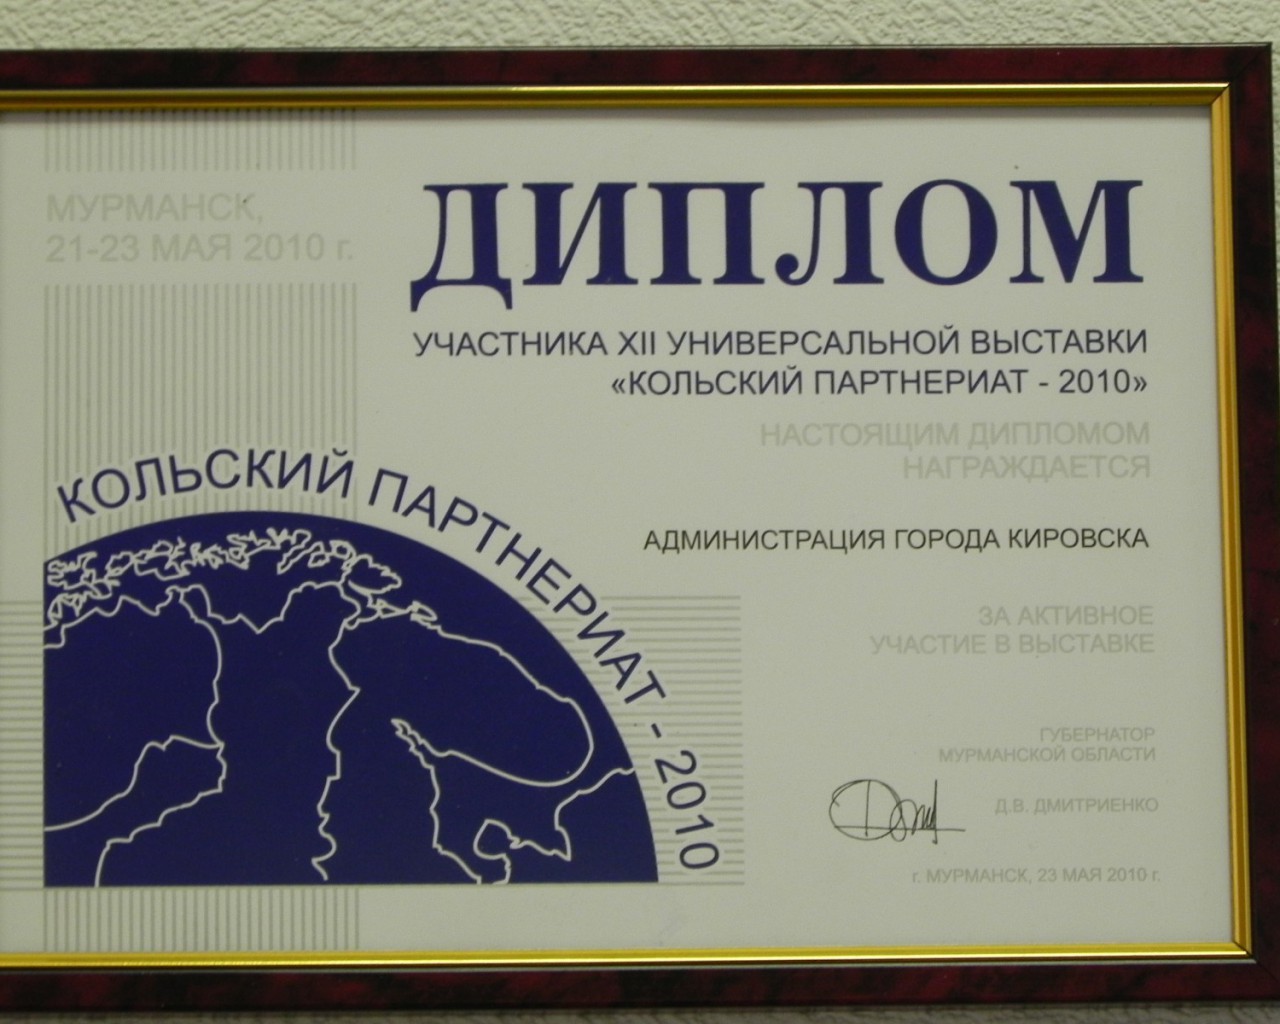 МУРМАНСК,
21-23 МАЯ 2010 г.
ДИПЛОМ
УЧАСТНИКА XII УНИВЕРСАЛЬНОЙ ВЫСТАВКИ
«КОЛЬСКИЙ ПАРТНЕРИАТ - 2010»
НАСТОЯЩИМ ДИПЛОМОМ
НАГРАЖДАЕТСЯ
КОЛЬСКИЙ ПАРТНЕРИАТ - 2010
АДМИНИСТРАЦИЯ ГОРОДА КИРОВСКА
ЗА АКТИВНОЕ
УЧАСТИЕ В ВЫСТАВКЕ
ГУБЕРНАТОР
МУРМАНСКОЙ ОБЛАСТИ
Д.В. ДМИТРИЕНКО
г. МУРМАНСК, 23 МАЯ 2010 г.